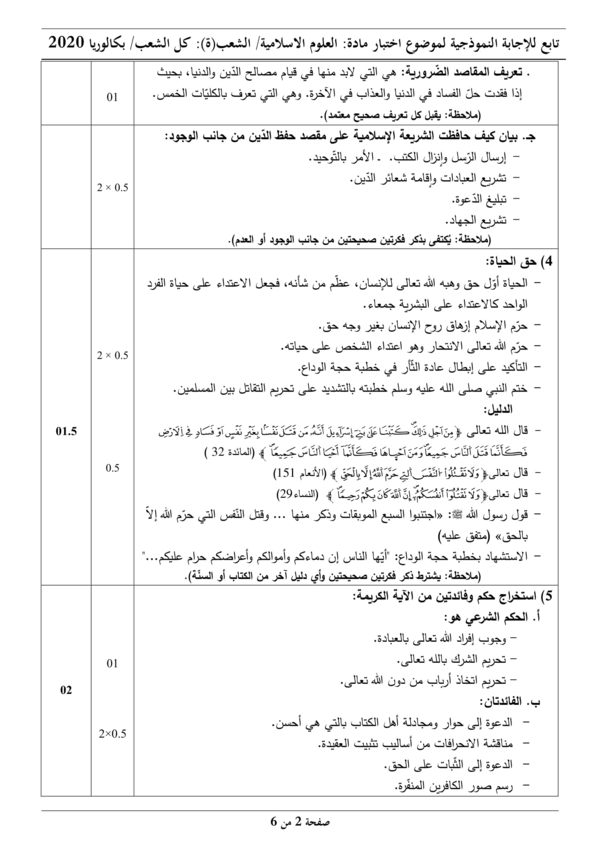 تابع للإجابة النموذجية لموضوع اختبار مادة: العلوم الاسلامية/ الشعب(ة): كل الشعب/ بكالوريا 2020
. تعريف المقاصد الضّرورية: هي التي لابد منها في قيام مصالح الدّين والدنيا، بحيث
إذا فقدت حلّ الفساد في الدنيا والعذاب في الآخرة. وهي التي تعرف بالكليّات الخمس.
01
(ملاحظة: يقبل كل تعريف صحيح معتمد).
جـ. بيان كيف حافظت الشريعة الإسلامية على مقصد حفظ الدّين من جانب الوجود:
- إرسال الرّسل وإنزال الكتب. ـ الأمر بالتّوحيد.
- تشريع العبادات وإقامة شعائر الدّين.
2 × 0.5
- تبليغ الدّعوة.
- تشريع الجهاد.
(ملاحظة: يُكتفى بذكر فكرتين صحيحتين من جانب الوجود أو العدم).
4) حق الحياة:
- الحياة أوّل حق وهبه الله تعالى للإنسان، عظّم من شأنه، فجعل الاعتداء على حياة الفرد
الواحد كالاعتداء على البشرية جمعاء.
- حرّم الإسلام إزهاق روح الإنسان بغير وجه حق.
- حرّم الله تعالى الانتحار وهو اعتداء الشخص على حياته.
2 × 0.5
- التأكيد على إبطال عادة الثّأر في خطبة حجة الوداع.
- ختم النبي صلى الله عليه وسلم خطبته بالتشديد على تحريم التقاتل بين المسلمين.
الدليل:
- قال الله تعالى ﴿مِنَ اَجْلِ ذَٰلِكَ كَتَبْنَا عَلَىٰ بَنِےٓ إِسْرَآءِيلَ أَنَّهُۥ مَن قَتَلَ نَفْسَۢا بِغَيْرِ نَفْسٍ اَوْ فَسَادٖ فِے اِ۬لَارْضِ
01.5
فَكَأَنَّمَا قَتَلَ اَ۬لنَّاسَ جَمِيعاٗ وَمَنَ اَحْيٜاهَا فَكَأَنَّمَآ أَحْيَا اَ۬لنَّاسَ جَمِيعاٗ﴾ (المائدة 32 )
0.5
- قال تعالى﴿ وَلَا تَقْتُلُواْ اُ۬لنَّفْسَ اَ۬لتِے حَرَّمَ اَ۬للَّهُ إِلَّا بِالْحَقِّ ﴾ (الأنعام 151)
- قال تعالى﴿ وَلَا تَقْتُلُوٓاْ أَنفُسَكُمُۥٓ إِنَّ اَ۬للَّهَ كَانَ بِكُمْ رَحِيماٗ ﴾ (النساء29)
- قول رسول الله ﷺ: «اجتنبوا السبع الموبقات وذكر منها ... وقتل النّفس التي حرّم الله إلاّ
بالحق» (متفق عليه)
- الاستشهاد بخطبة حجة الوداع: "أيّها الناس إن دماءكم وأموالكم وأعراضكم حرام عليكم..."
(ملاحظة: يشترط ذكر فكرتين صحيحتين وأي دليل آخر من الكتاب أو السنّة).
5) استخراج حكم وفائدتين من الآية الكريمة:
أ. الحكم الشرعي هو:
- وجوب إفراد الله تعالى بالعبادة.
- تحريم الشرك بالله تعالى.
01
- تحريم اتخاذ أرباب من دون الله تعالى.
02
ب. الفائدتان:
- الدعوة إلى حوار ومجادلة أهل الكتاب بالتي هي أحسن.
2×0.5
- مناقشة الانحرافات من أساليب تثبيت العقيدة.
- الدعوة إلى الثّبات على الحق.
- رسم صور الكافرين المنفّرة.
صفحة 2 من 6